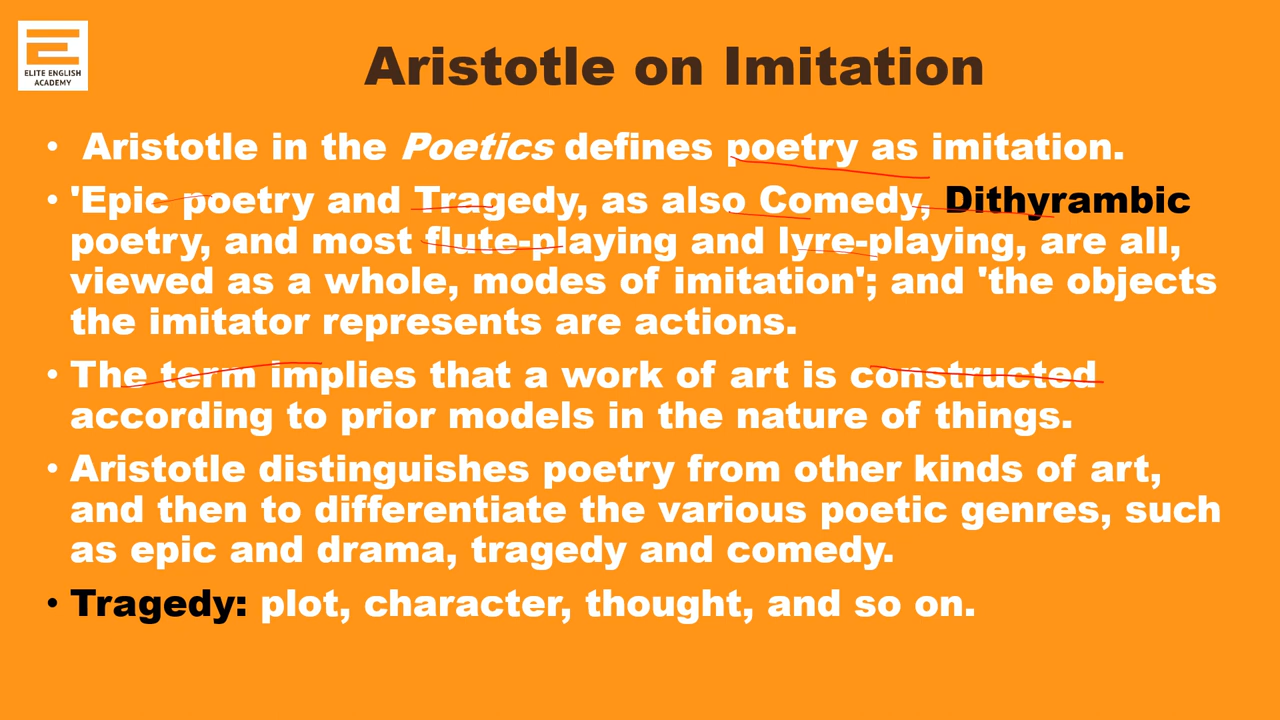 ELITE ENGLISH
ACADEMY
Aristotle on Imitation
• Aristotle in the Poetics defines poetry as imitation.
• 'Epic poetry and Tragedy, as also Comedy, Dithyrambic
poetry, and most flute-playing and lyre-playing, are all,
viewed as a whole, modes of imitation'; and 'the objects
the imitator represents are actions.
• The term implies that a work of art is constructed
according to prior models in the nature of things.
• Aristotle distinguishes poetry from other kinds of art,
and then to differentiate the various poetic genres, such
as epic and drama, tragedy and comedy.
• Tragedy: plot, character, thought, and so on.